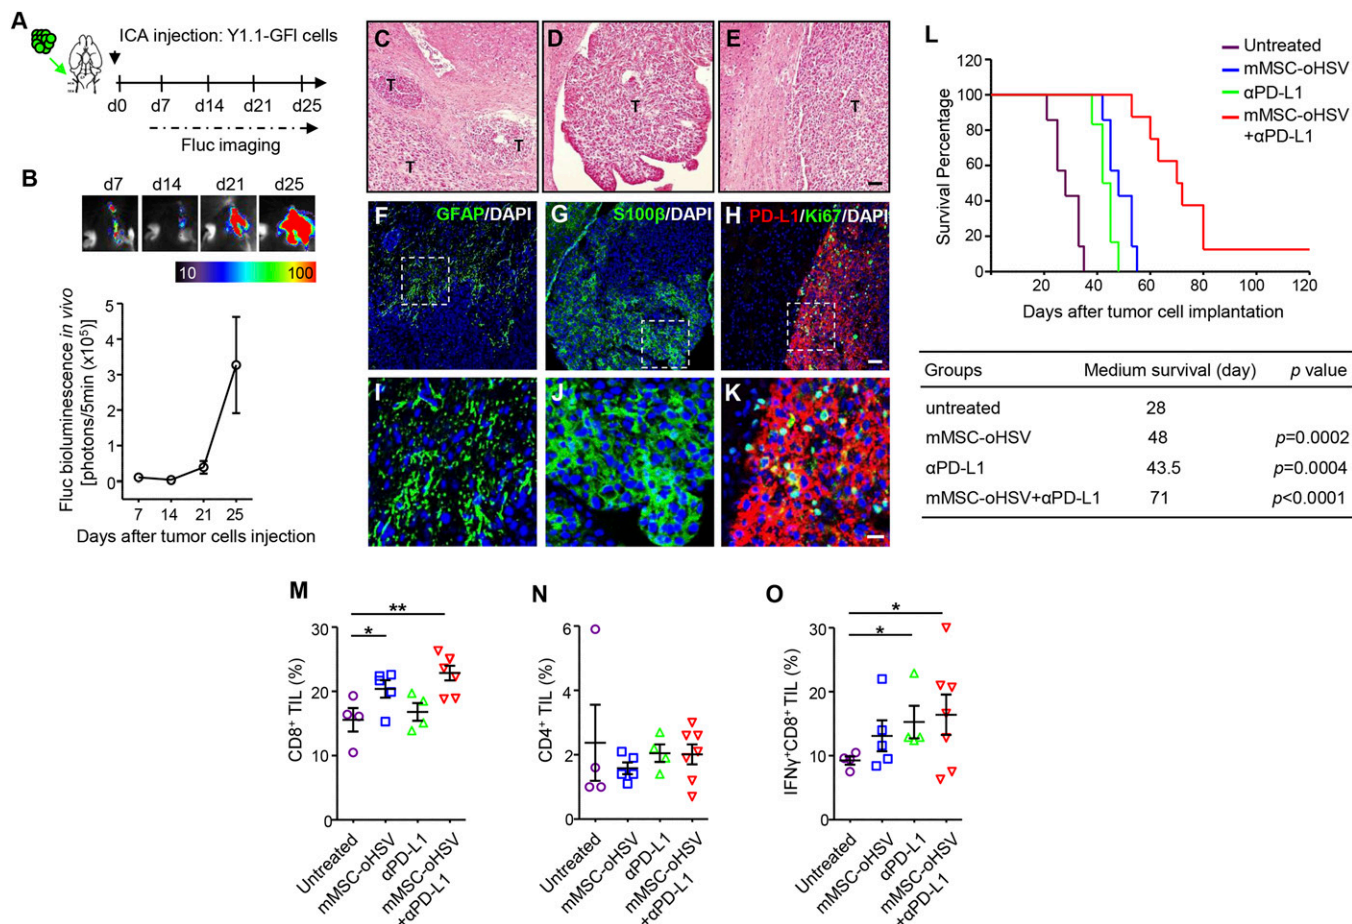 A
ICA injection: Y1.1-GFI cells
d0 d7 d14 d21 d25
Fluc imaging
B
d7 d14 d21 d25
10 100
Fluc bioluminescence in vivo
[photons/5min (x10⁵)]
5
4
3
2
1
0
7 14 21 25
Days after tumor cells injection
C
T
T
T
D
T
E
T
F
GFAP/DAPI
G
S100β/DAPI
H
PD-L1/Ki67/DAPI
I
J
K
L
Untreated
mMSC-oHSV
αPD-L1
mMSC-oHSV
+αPD-L1
Survival Percentage
120
100
80
60
40
20
0
20 40 60 80 100 120
Days after tumor cell implantation
Groups Medium survival (day) p value
untreated 28
mMSC-oHSV 48 p=0.0002
αPD-L1 43.5 p=0.0004
mMSC-oHSV+αPD-L1 71 p<0.0001
M
**
*
CD8⁺ TIL (%)
30
20
10
0
Untreated
mMSC-oHSV
αPD-L1
mMSC-oHSV
+αPD-L1
N
CD4⁺ TIL (%)
6
4
2
0
Untreated
mMSC-oHSV
αPD-L1
mMSC-oHSV
+αPD-L1
O
*
*
IFNγ⁺CD8⁺ TIL (%)
30
20
10
0
Untreated
mMSC-oHSV
αPD-L1
mMSC-oHSV
+αPD-L1